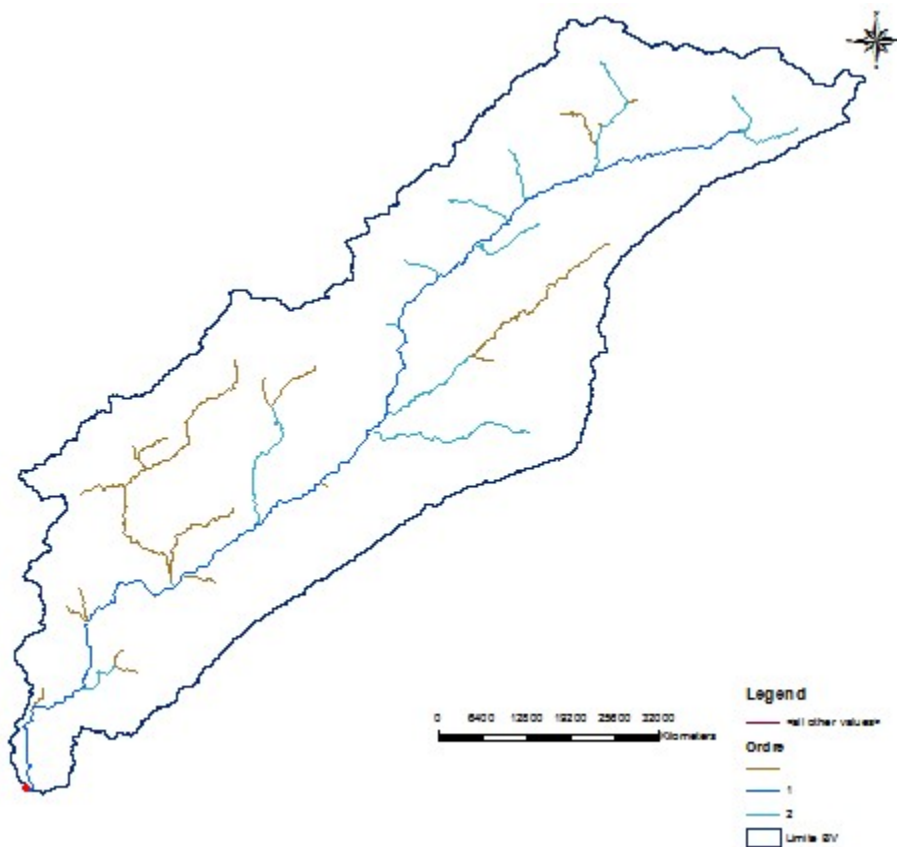 0 6400 12800 19200 25600 32000
Kilometers
Legend
<all other values>
Ordre
1
2
Limite BV